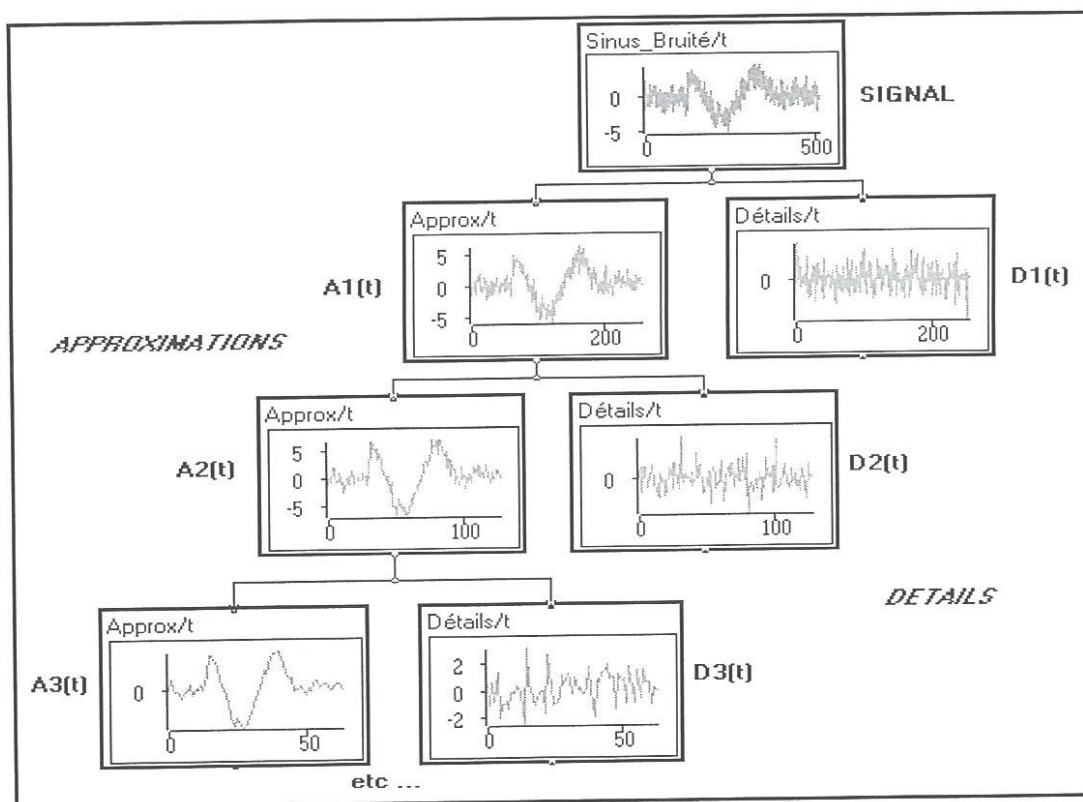 Sinus_Bruité/t
0
-5
0 500
SIGNAL
Approx/t
5
0
-5
0 200
A1(t)
Détails/t
0
0 200
D1(t)
APPROXIMATIONS
Approx/t
5
0
-5
0 100
A2(t)
Détails/t
0
0 100
D2(t)
DETAILS
Approx/t
0
0 50
A3(t)
Détails/t
2
0
-2
0 50
D3(t)
etc ...